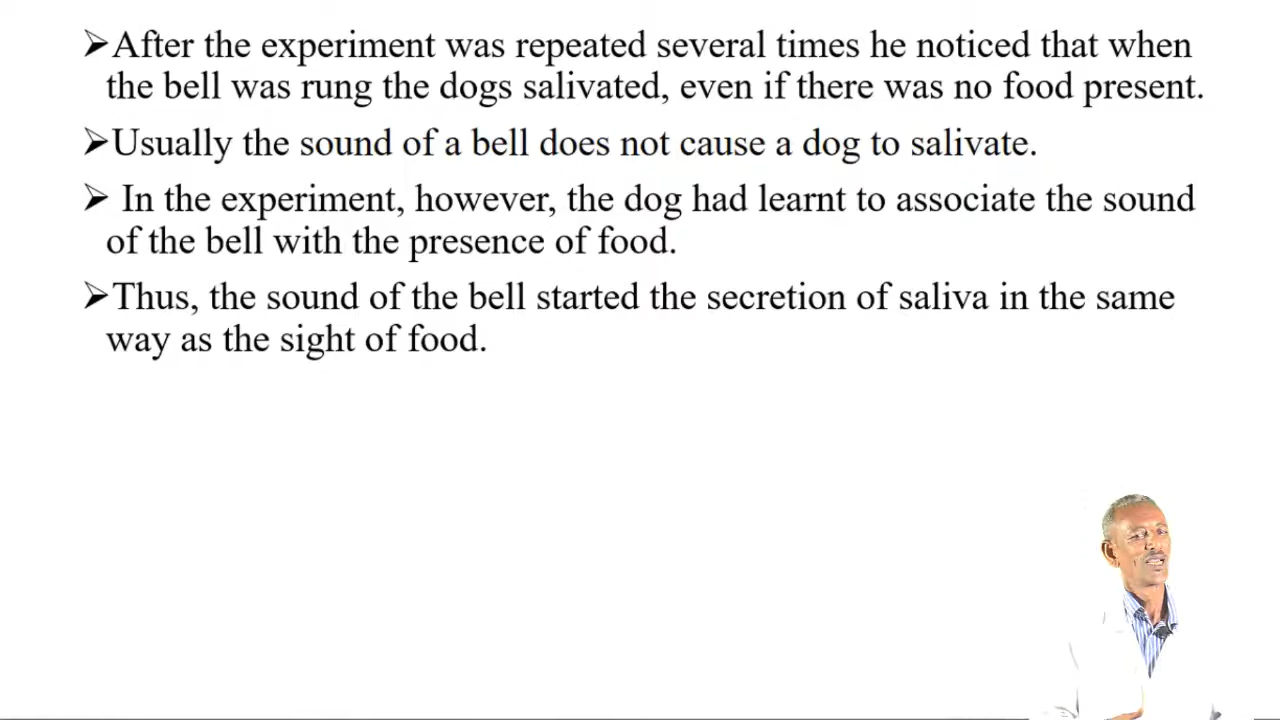 ➢After the experiment was repeated several times he noticed that when
the bell was rung the dogs salivated, even if there was no food present.
➢Usually the sound of a bell does not cause a dog to salivate.
➢ In the experiment, however, the dog had learnt to associate the sound
of the bell with the presence of food.
➢Thus, the sound of the bell started the secretion of saliva in the same
way as the sight of food.